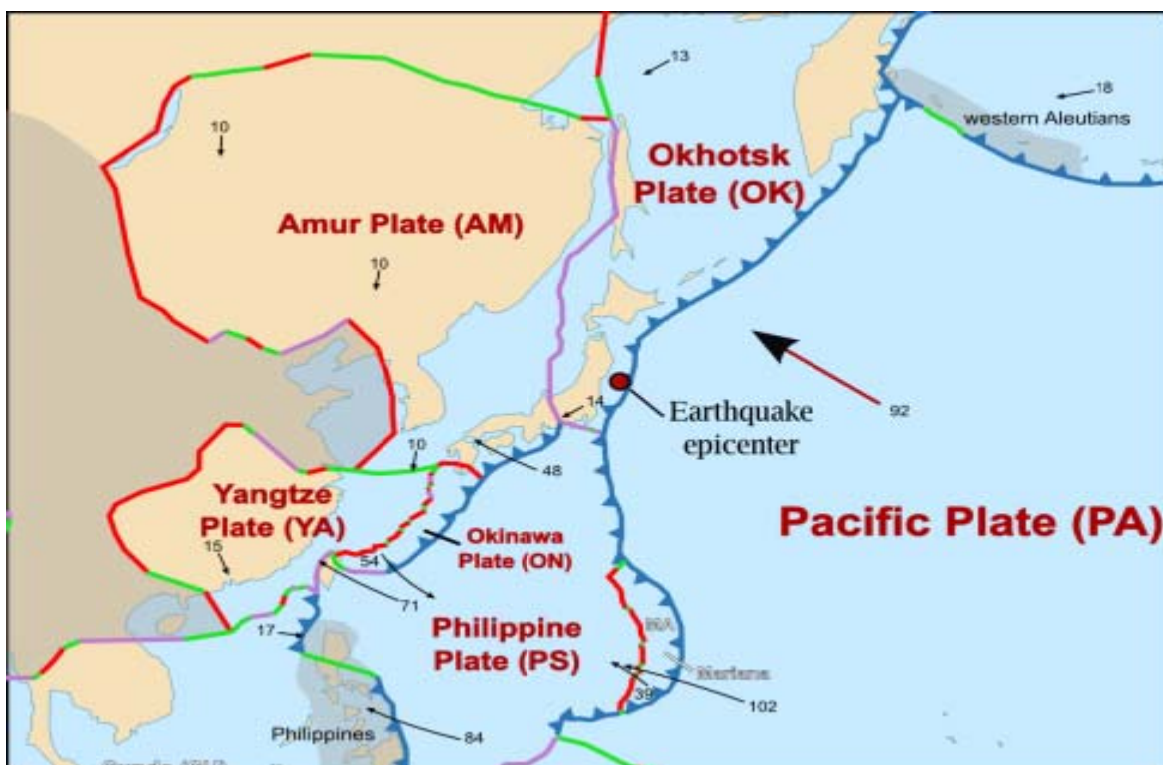 13
18
western Aleutians
10
Okhotsk
Plate (OK)
Amur Plate (AM)
10
92
14
Earthquake
epicenter
10
48
Yangtze
Plate (YA)
Pacific Plate (PA)
Okinawa
Plate (ON)
15
54
71
17
Philippine
Plate (PS)
MA
Mariana
39
102
Philippines
84